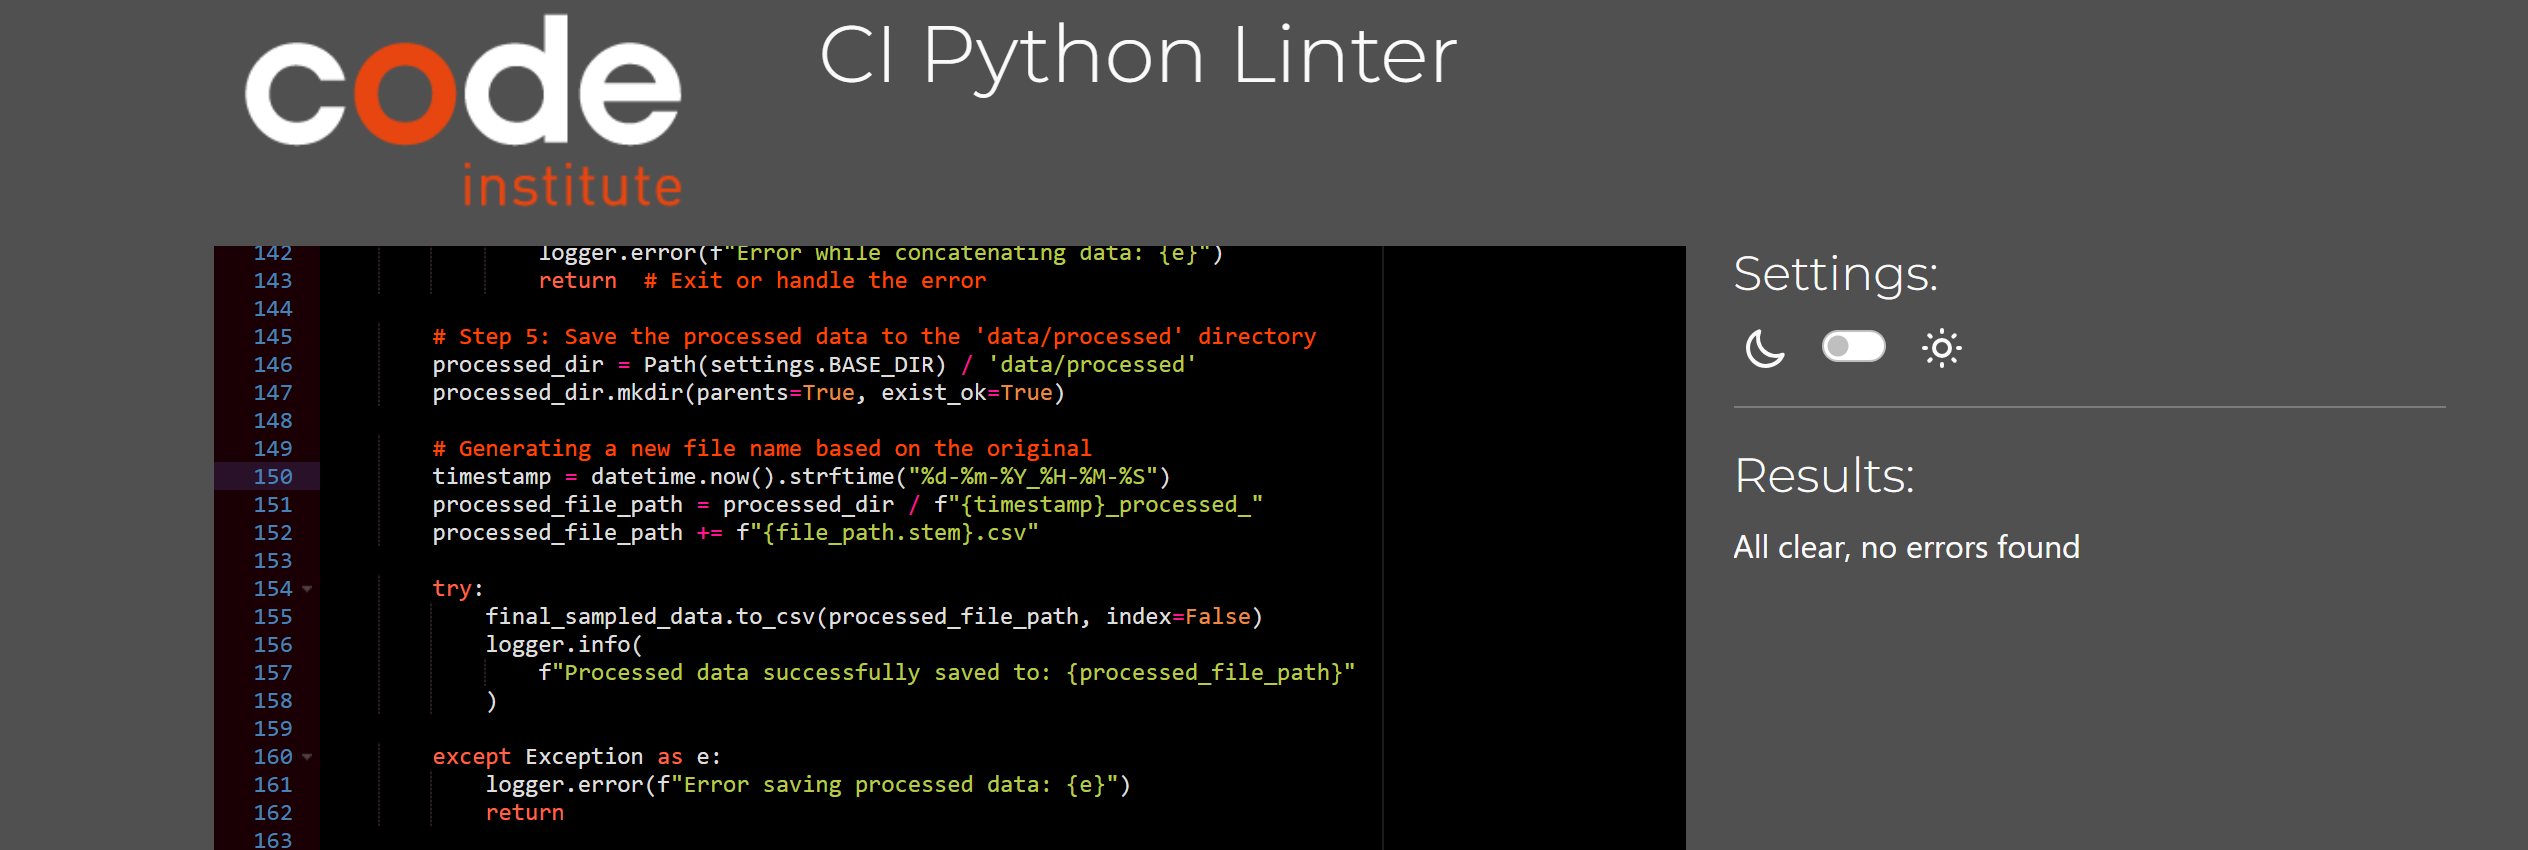 code
institute
CI Python Linter
142 logger.error(f"Error while concatenating data: {e}")
143 return  # Exit or handle the error
144
145 # Step 5: Save the processed data to the 'data/processed' directory
146 processed_dir = Path(settings.BASE_DIR) / 'data/processed'
147 processed_dir.mkdir(parents=True, exist_ok=True)
148
149 # Generating a new file name based on the original
150 timestamp = datetime.now().strftime("%d-%m-%Y_%H-%M-%S")
151 processed_file_path = processed_dir / f"{timestamp}_processed_"
152 processed_file_path += f"{file_path.stem}.csv"
153
154 try:
155 final_sampled_data.to_csv(processed_file_path, index=False)
156 logger.info(
157 f"Processed data successfully saved to: {processed_file_path}"
158 )
159
160 except Exception as e:
161 logger.error(f"Error saving processed data: {e}")
162 return
163
Settings:
Results:
All clear, no errors found